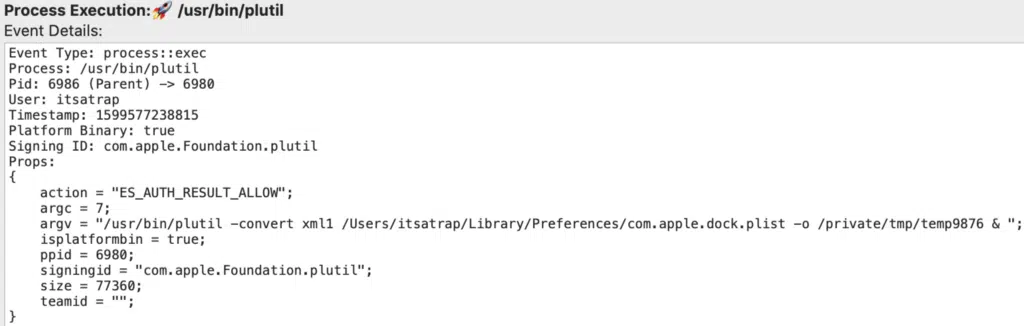 Process Execution:🚀 /usr/bin/plutil
Event Details:
Event Type: process::exec
Process: /usr/bin/plutil
Pid: 6986 (Parent) -> 6980
User: itsatrap
Timestamp: 1599577238815
Platform Binary: true
Signing ID: com.apple.Foundation.plutil
Props:
{
    action = "ES_AUTH_RESULT_ALLOW";
    argc = 7;
    argv = "/usr/bin/plutil -convert xml1 /Users/itsatrap/Library/Preferences/com.apple.dock.plist -o /private/tmp/temp9876 & ";
    isplatformbin = true;
    ppid = 6980;
    signingid = "com.apple.Foundation.plutil";
    size = 77360;
    teamid = "";
}